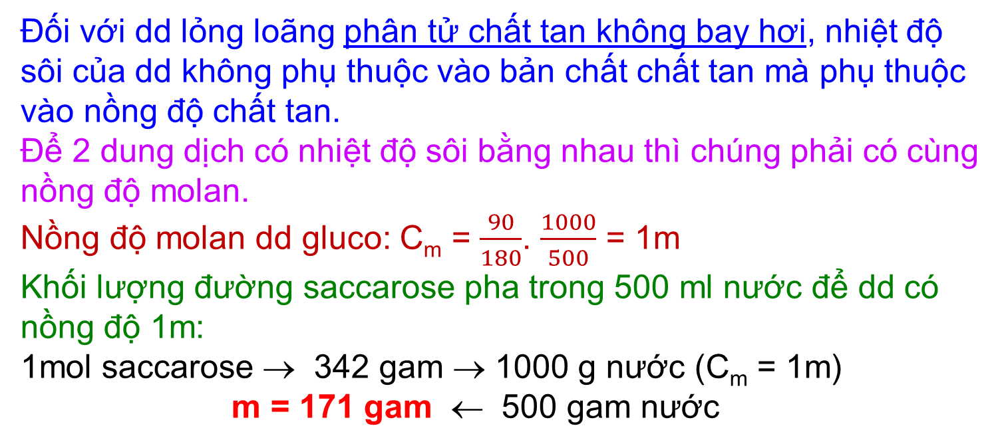 Đối với dd lỏng loãng phân tử chất tan không bay hơi, nhiệt độ
sôi của dd không phụ thuộc vào bản chất chất tan mà phụ thuộc
vào nồng độ chất tan.
Để 2 dung dịch có nhiệt độ sôi bằng nhau thì chúng phải có cùng
nồng độ molan.
Nồng độ molan dd gluco: Cₘ = 90/180 . 1000/500 = 1m
Khối lượng đường saccarose pha trong 500 ml nước để dd có
nồng độ 1m:
1mol saccarose → 342 gam → 1000 g nước (Cₘ = 1m)
m = 171 gam ← 500 gam nước